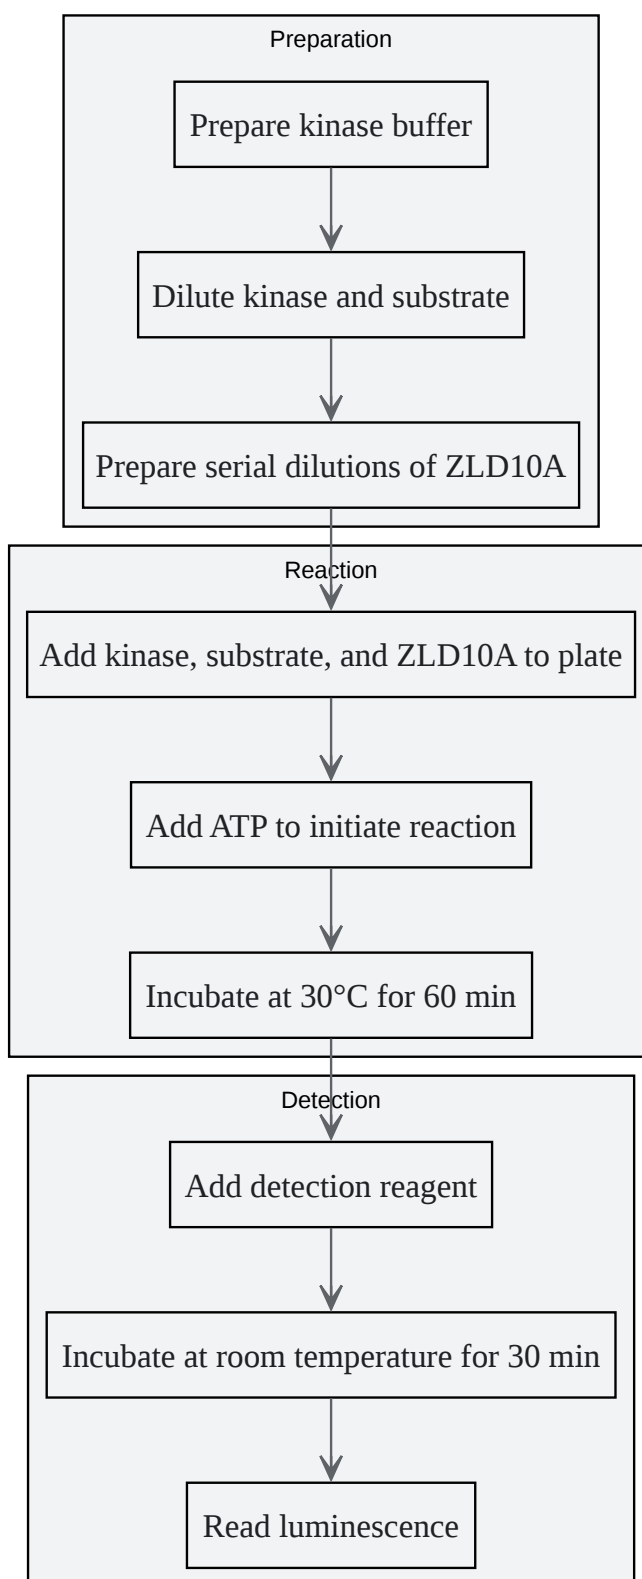 Preparation
Prepare kinase buffer
Dilute kinase and substrate
Prepare serial dilutions of ZLD10A
Reaction
Add kinase, substrate, and ZLD10A to plate
Add ATP to initiate reaction
Incubate at 30°C for 60 min
Detection
Add detection reagent
Incubate at room temperature for 30 min
Read luminescence